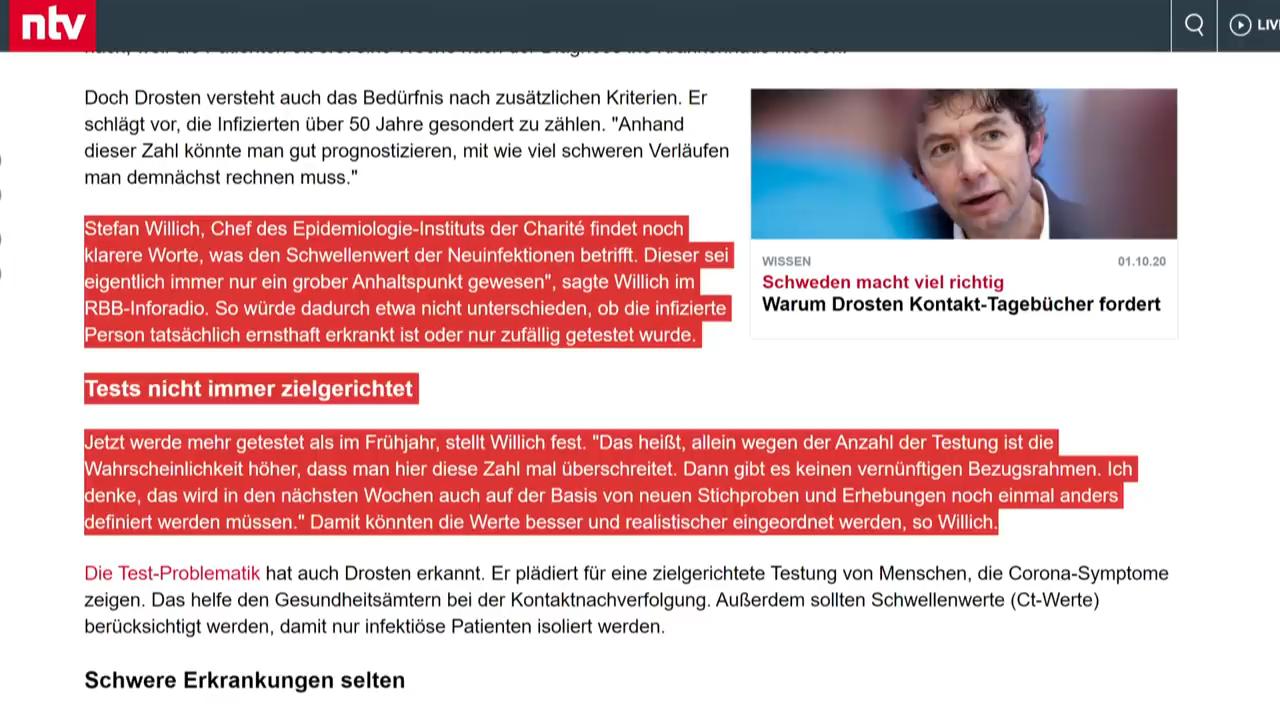 ntv
LIV
Doch Drosten versteht auch das Bedürfnis nach zusätzlichen Kriterien. Er
schlägt vor, die Infizierten über 50 Jahre gesondert zu zählen. "Anhand
dieser Zahl könnte man gut prognostizieren, mit wie viel schweren Verläufen
man demnächst rechnen muss."
Stefan Willich, Chef des Epidemiologie-Instituts der Charité findet noch
klarere Worte, was den Schwellenwert der Neuinfektionen betrifft. Dieser sei
eigentlich immer nur ein grober Anhaltspunkt gewesen", sagte Willich im
RBB-Inforadio. So würde dadurch etwa nicht unterschieden, ob die infizierte
Person tatsächlich ernsthaft erkrankt ist oder nur zufällig getestet wurde.
WISSEN 01.10.20
Schweden macht viel richtig
Warum Drosten Kontakt-Tagebücher fordert
Tests nicht immer zielgerichtet
Jetzt werde mehr getestet als im Frühjahr, stellt Willich fest. "Das heißt, allein wegen der Anzahl der Testung ist die
Wahrscheinlichkeit höher, dass man hier diese Zahl mal überschreitet. Dann gibt es keinen vernünftigen Bezugsrahmen. Ich
denke, das wird in den nächsten Wochen auch auf der Basis von neuen Stichproben und Erhebungen noch einmal anders
definiert werden müssen." Damit könnten die Werte besser und realistischer eingeordnet werden, so Willich.
Die Test-Problematik hat auch Drosten erkannt. Er plädiert für eine zielgerichtete Testung von Menschen, die Corona-Symptome
zeigen. Das helfe den Gesundheitsämtern bei der Kontaktnachverfolgung. Außerdem sollten Schwellenwerte (Ct-Werte)
berücksichtigt werden, damit nur infektiöse Patienten isoliert werden.
Schwere Erkrankungen selten